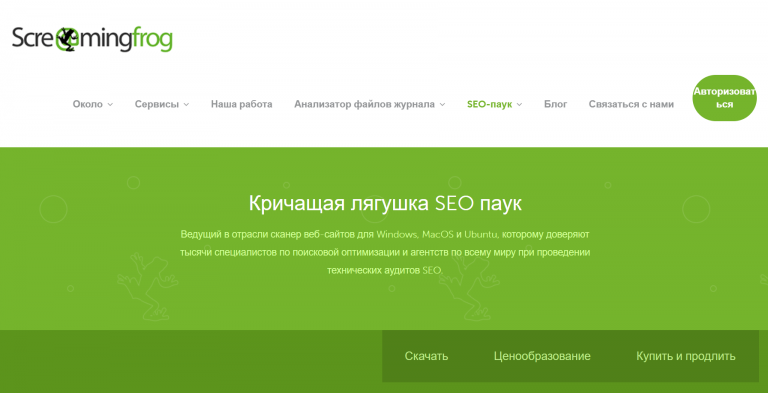 Screamingfrog
Около
Сервисы
Наша работа
Анализатор файлов журнала
SEO-паук
Блог
Связаться с нами
Авторизоват
ься
Кричащая лягушка SEO паук
Ведущий в отрасли сканер веб-сайтов для Windows, MacOS и Ubuntu, которому доверяют
тысячи специалистов по поисковой оптимизации и агентств по всему миру при проведении
технических аудитов SEO.
Скачать
Ценообразование
Купить и продлить